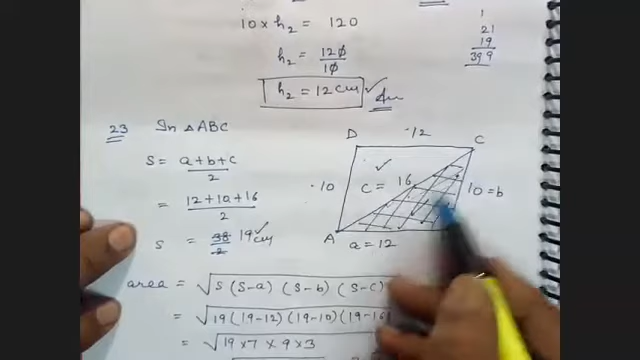 10 x h₂ = 120
h₂ = 120/10
h₂ = 12 cm Ans
21
19
399
23 In △ABC
S = a+b+c/2
= 12+10+16/2
s = 38/2 19 cm
area = √S(S-a)(S-b)(S-c)
= √19(19-12)(19-10)(19-16
= √19 x 7 x 9 x 3
D 12 C
10 c = 16 10 = b
A a = 12